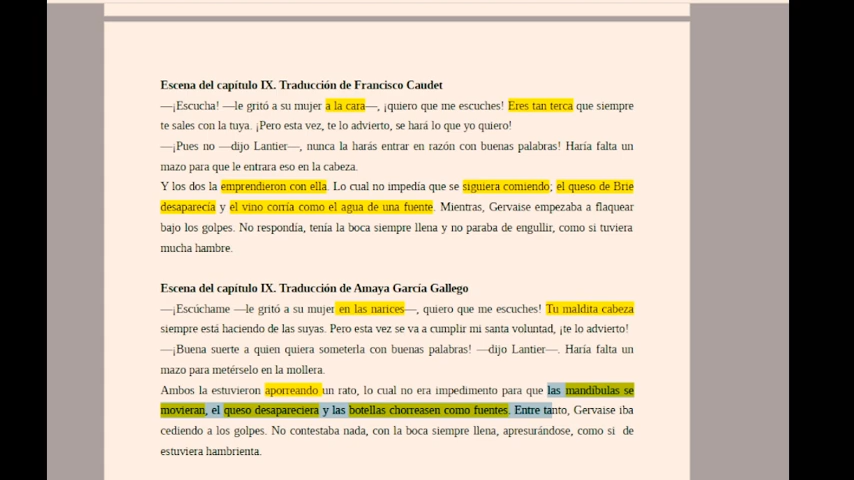 Escena del capítulo IX. Traducción de Francisco Caudet
—¡Escucha! —le gritó a su mujer a la cara—, ¡quiero que me escuches! Eres tan terca que siempre
te sales con la tuya. ¡Pero esta vez, te lo advierto, se hará lo que yo quiero!
—¡Pues no —dijo Lantier—, nunca la harás entrar en razón con buenas palabras! Haría falta un
mazo para que le entrara eso en la cabeza.
Y los dos la emprendieron con ella. Lo cual no impedía que se siguiera comiendo; el queso de Brie
desaparecía y el vino corría como el agua de una fuente. Mientras, Gervaise empezaba a flaquear
bajo los golpes. No respondía, tenía la boca siempre llena y no paraba de engullir, como si tuviera
mucha hambre.
Escena del capítulo IX. Traducción de Amaya García Gallego
—¡Escúchame —le gritó a su mujer en las narices—, quiero que me escuches! Tu maldita cabeza
siempre está haciendo de las suyas. Pero esta vez se va a cumplir mi santa voluntad, ¡te lo advierto!
—¡Buena suerte a quien quiera someterla con buenas palabras! —dijo Lantier—. Haría falta un
mazo para metérselo en la mollera.
Ambos la estuvieron aporreando un rato, lo cual no era impedimento para que las mandíbulas se
movieran, el queso desapareciera y las botellas chorreasen como fuentes. Entre tanto, Gervaise iba
cediendo a los golpes. No contestaba nada, con la boca siempre llena, apresurándose, como si de
estuviera hambrienta.